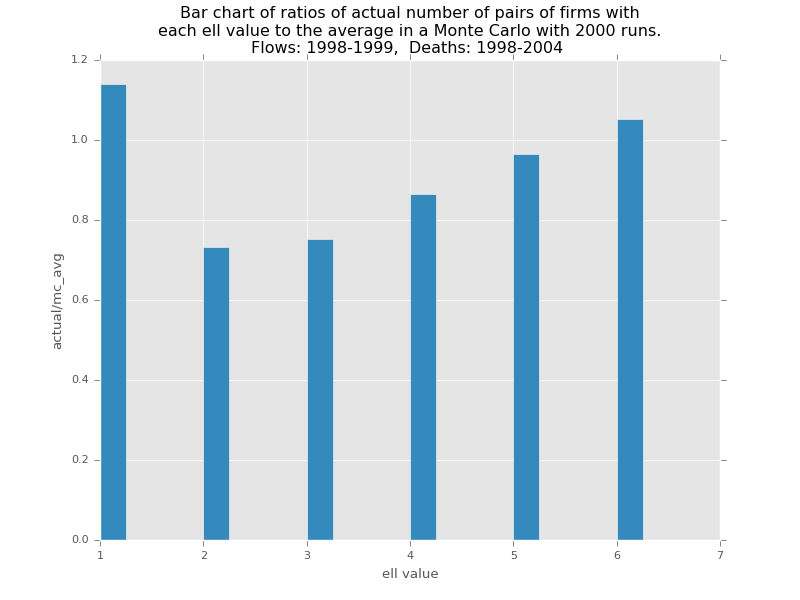 Bar chart of ratios of actual number of pairs of firms with
each ell value to the average in a Monte Carlo with 2000 runs.
Flows: 1998-1999,  Deaths: 1998-2004
1.2
1.0
0.8
0.6
0.4
0.2
0.0
actual/mc_avg
1 2 3 4 5 6 7
ell value